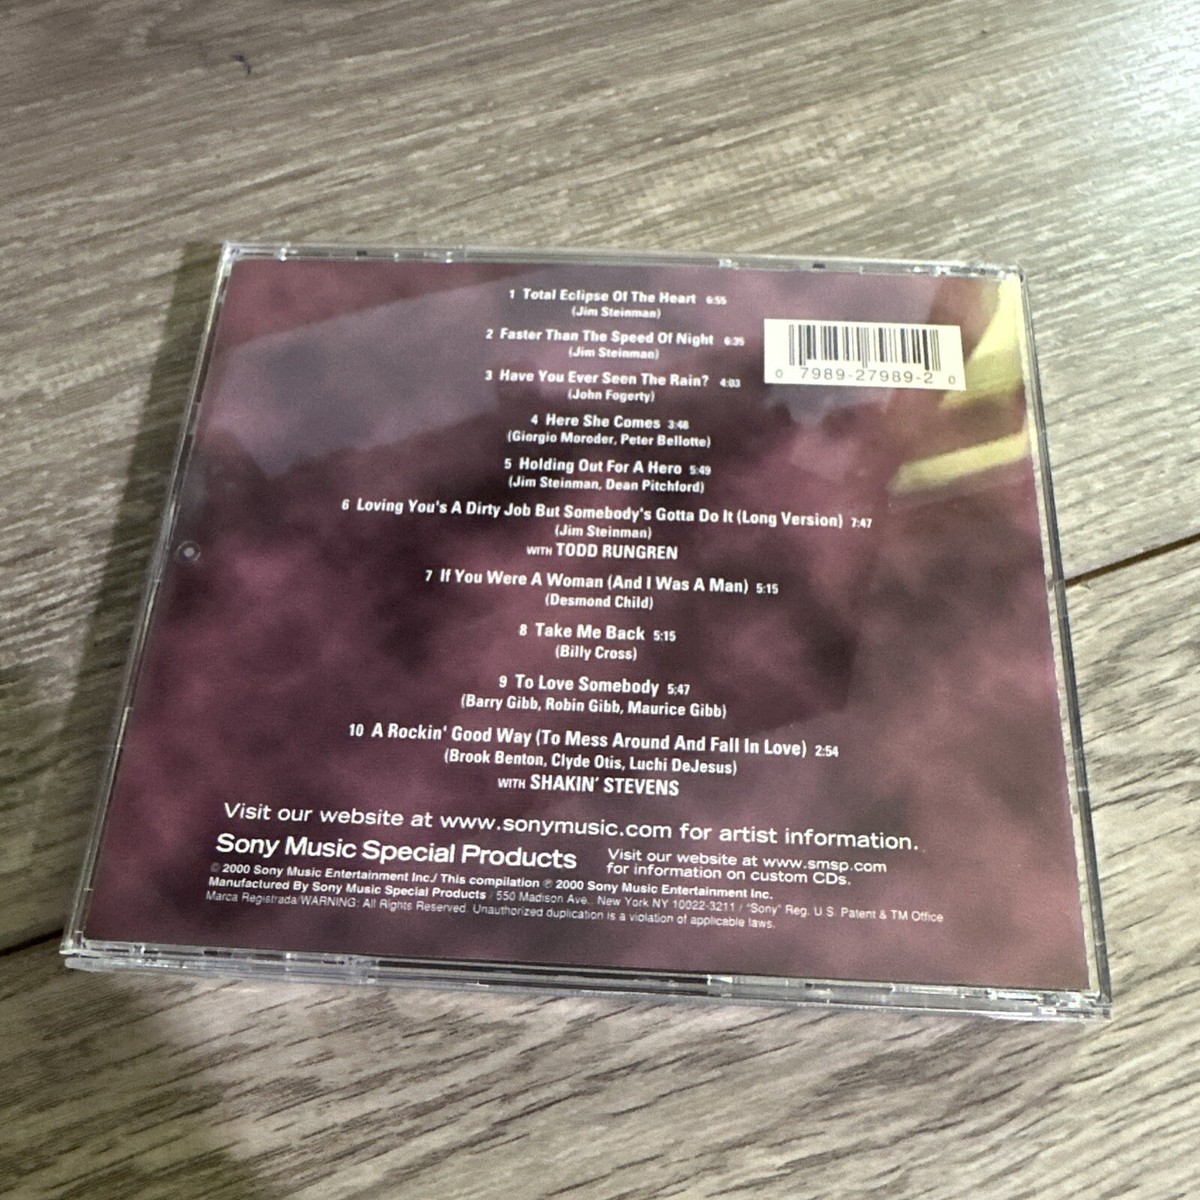 1 Total Eclipse Of The Heart 6:55
(Jim Steinman)
2 Faster Than The Speed Of Night 6:35
(Jim Steinman)
3 Have You Ever Seen The Rain? 4:03
(John Fogerty)
4 Here She Comes 3:48
(Giorgio Moroder, Peter Bellotte)
5 Holding Out For A Hero 5:49
(Jim Steinman, Dean Pitchford)
6 Loving You's A Dirty Job But Somebody's Gotta Do It (Long Version) 7:47
(Jim Steinman)
WITH TODD RUNGREN
7 If You Were A Woman (And I Was A Man) 5:15
(Desmond Child)
8 Take Me Back 5:15
(Billy Cross)
9 To Love Somebody 5:47
(Barry Gibb, Robin Gibb, Maurice Gibb)
10 A Rockin' Good Way (To Mess Around And Fall In Love) 2:54
(Brook Benton, Clyde Otis, Luchi DeJesus)
WITH SHAKIN' STEVENS
0 7989-27989-2 0
Visit our website at www.sonymusic.com for artist information.
Sony Music Special Products
Visit our website at www.smsp.com
for information on custom CDs.
© 2000 Sony Music Entertainment Inc./ This compilation ℗ 2000 Sony Music Entertainment Inc.
Manufactured By Sony Music Special Products / 550 Madison Ave., New York NY 10022-3211 / "Sony" Reg. U.S. Patent & TM Office
Marca Registrada/WARNING: All Rights Reserved. Unauthorized duplication is a violation of applicable laws.